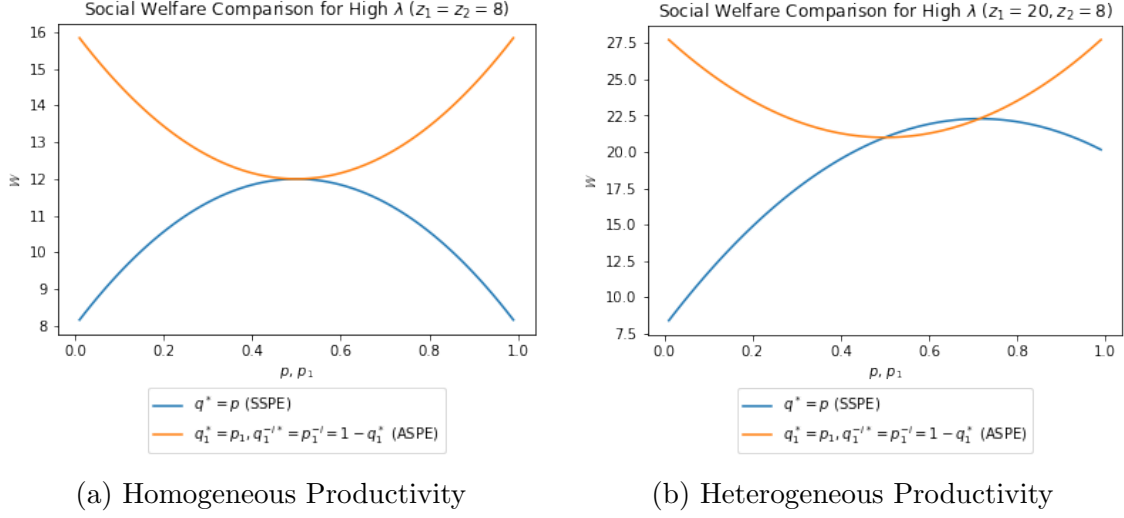 Social Welfare Comparison for High λ (z₁ = z₂ = 8)
16
15
14
13
12
11
10
9
8
W
0.0 0.2 0.4 0.6 0.8 1.0
p, p₁
q* = p (SSPE)
q₁* = p₁, q₁⁻ⁱ* = p₁⁻ⁱ = 1 − q₁* (ASPE)
(a) Homogeneous Productivity
Social Welfare Comparison for High λ (z₁ = 20, z₂ = 8)
27.5
25.0
22.5
20.0
17.5
15.0
12.5
10.0
7.5
W
0.0 0.2 0.4 0.6 0.8 1.0
p, p₁
q* = p (SSPE)
q₁* = p₁, q₁⁻ⁱ* = p₁⁻ⁱ = 1 − q₁* (ASPE)
(b) Heterogeneous Productivity